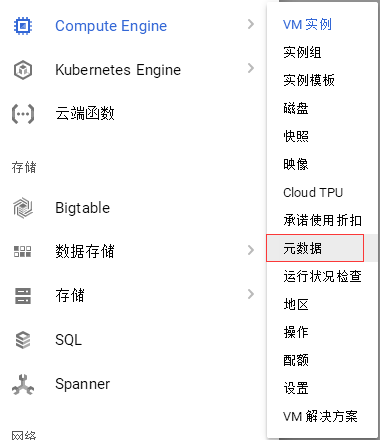 Compute Engine
Kubernetes Engine
云端函数
存储
Bigtable
数据存储
存储
SQL
Spanner
网络
VM 实例
实例组
实例模板
磁盘
快照
映像
Cloud TPU
承诺使用折扣
元数据
运行状况检查
地区
操作
配额
设置
VM 解决方案